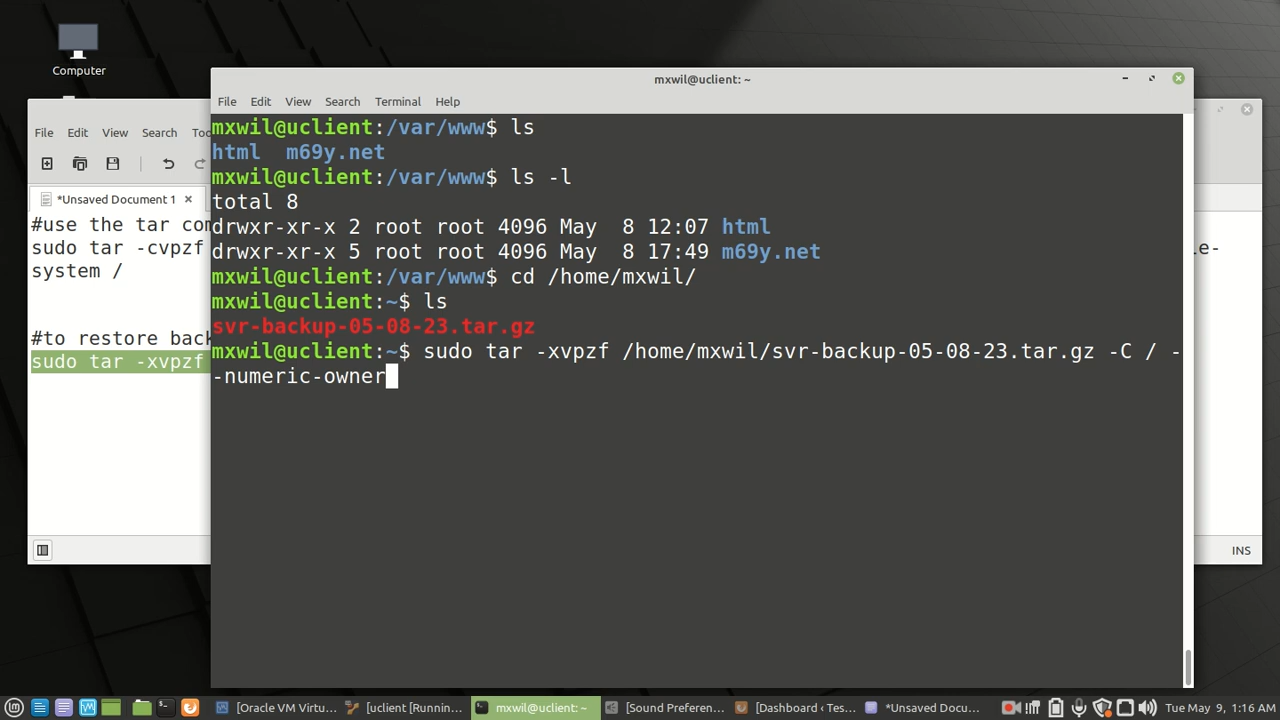 Computer
mxwil@uclient: ~
File Edit View Search Terminal Help
File Edit View Search
*Unsaved Document 1
#use the tar
sudo tar -cvpzf
system /
#to restore
sudo tar -xvpzf
mxwil@uclient:/var/www$ ls
html  m69y.net
mxwil@uclient:/var/www$ ls -l
total 8
drwxr-xr-x 2 root root 4096 May  8 12:07 html
drwxr-xr-x 5 root root 4096 May  8 17:49 m69y.net
mxwil@uclient:/var/www$ cd /home/mxwil/
mxwil@uclient:~$ ls
svr-backup-05-08-23.tar.gz
mxwil@uclient:~$ sudo tar -xvpzf /home/mxwil/svr-backup-05-08-23.tar.gz -C / -
-numeric-owner
INS
[Oracle VM Virtu...
[uclient [Runnin...
mxwil@uclient: ~
[Sound Preferen...
[Dashboard ‹ Tes...
*Unsaved Docu...
Tue May  9,  1:16 AM